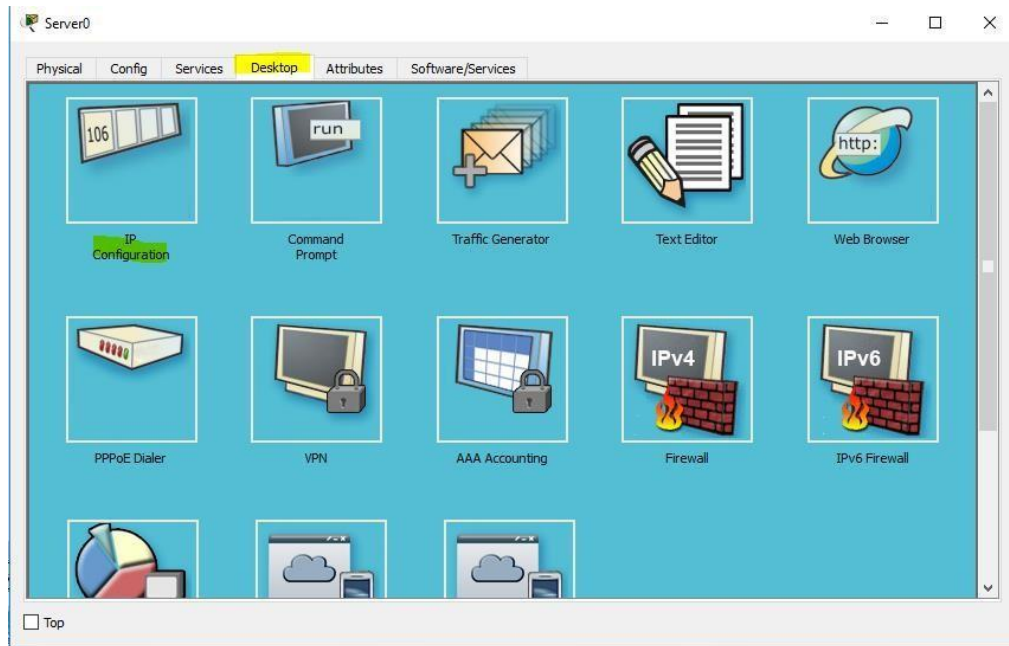 Server0
Physical Config Services Desktop Attributes Software/Services
106
run
http:
IP
Configuration
Command
Prompt
Traffic Generator
Text Editor
Web Browser
IPv4
IPv6
PPPoE Dialer
VPN
AAA Accounting
Firewall
IPv6 Firewall
Top